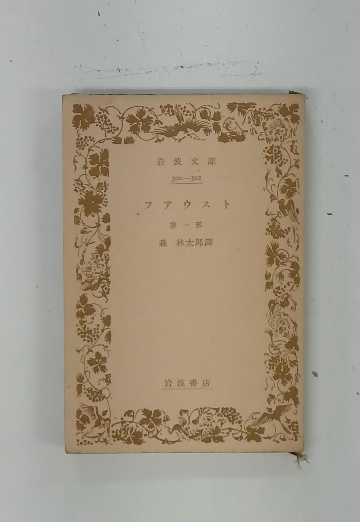 岩波文庫
300—302
フアウスト
第一部
森林太郎譯
岩波書店